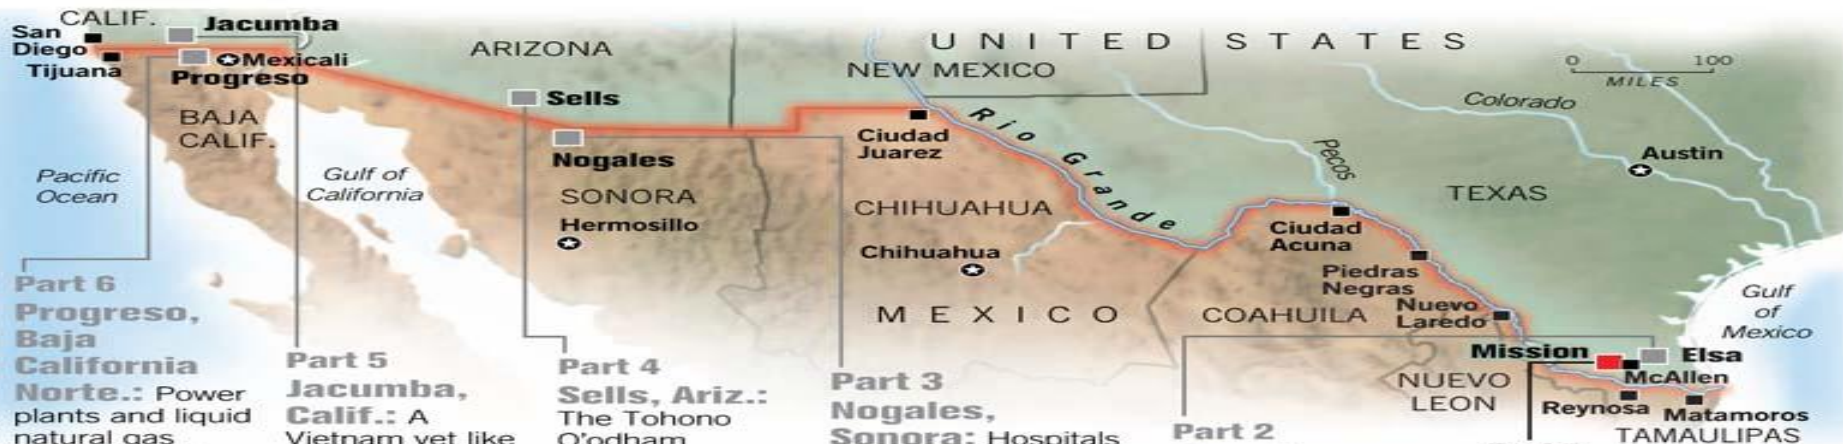 CALIF.
San
Diego
Tijuana
Jacumba
Mexicali
Progreso
BAJA
CALIF.
Pacific
Ocean
Gulf of
California
ARIZONA
Sells
Nogales
SONORA
Hermosillo
UNITED STATES
NEW MEXICO
0 100
MILES
Ciudad
Juarez
Rio Grande
CHIHUAHUA
Chihuahua
MEXICO
Pecos
Colorado
Austin
TEXAS
Ciudad
Acuna
Piedras
Negras
Nuevo
Laredo
COAHUILA
Gulf
of
Mexico
Mission
Elsa
McAllen
NUEVO
LEON
Reynosa
Matamoros
TAMAULIPAS
Part 6
Progreso,
Baja
California
Norte.: Power
plants and liquid
natural gas
Part 5
Jacumba,
Calif.: A
Vietnam vet like
Part 4
Sells, Ariz.:
The Tohono
O'odham
Part 3
Nogales,
Sonora: Hospitals
Part 2